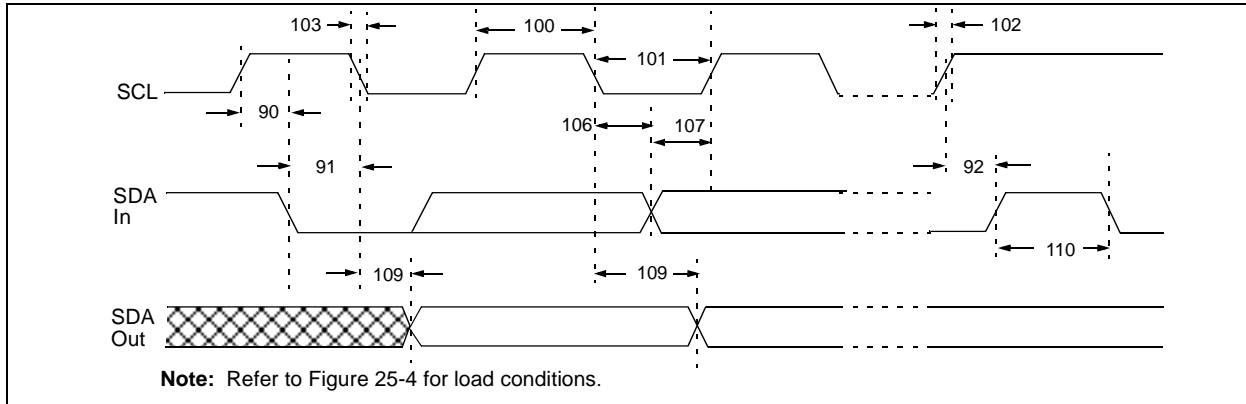 103
100
102
101
SCL
90
106
107
91
92
SDA
In
109
109
110
SDA
Out
Note: Refer to Figure 25-4 for load conditions.